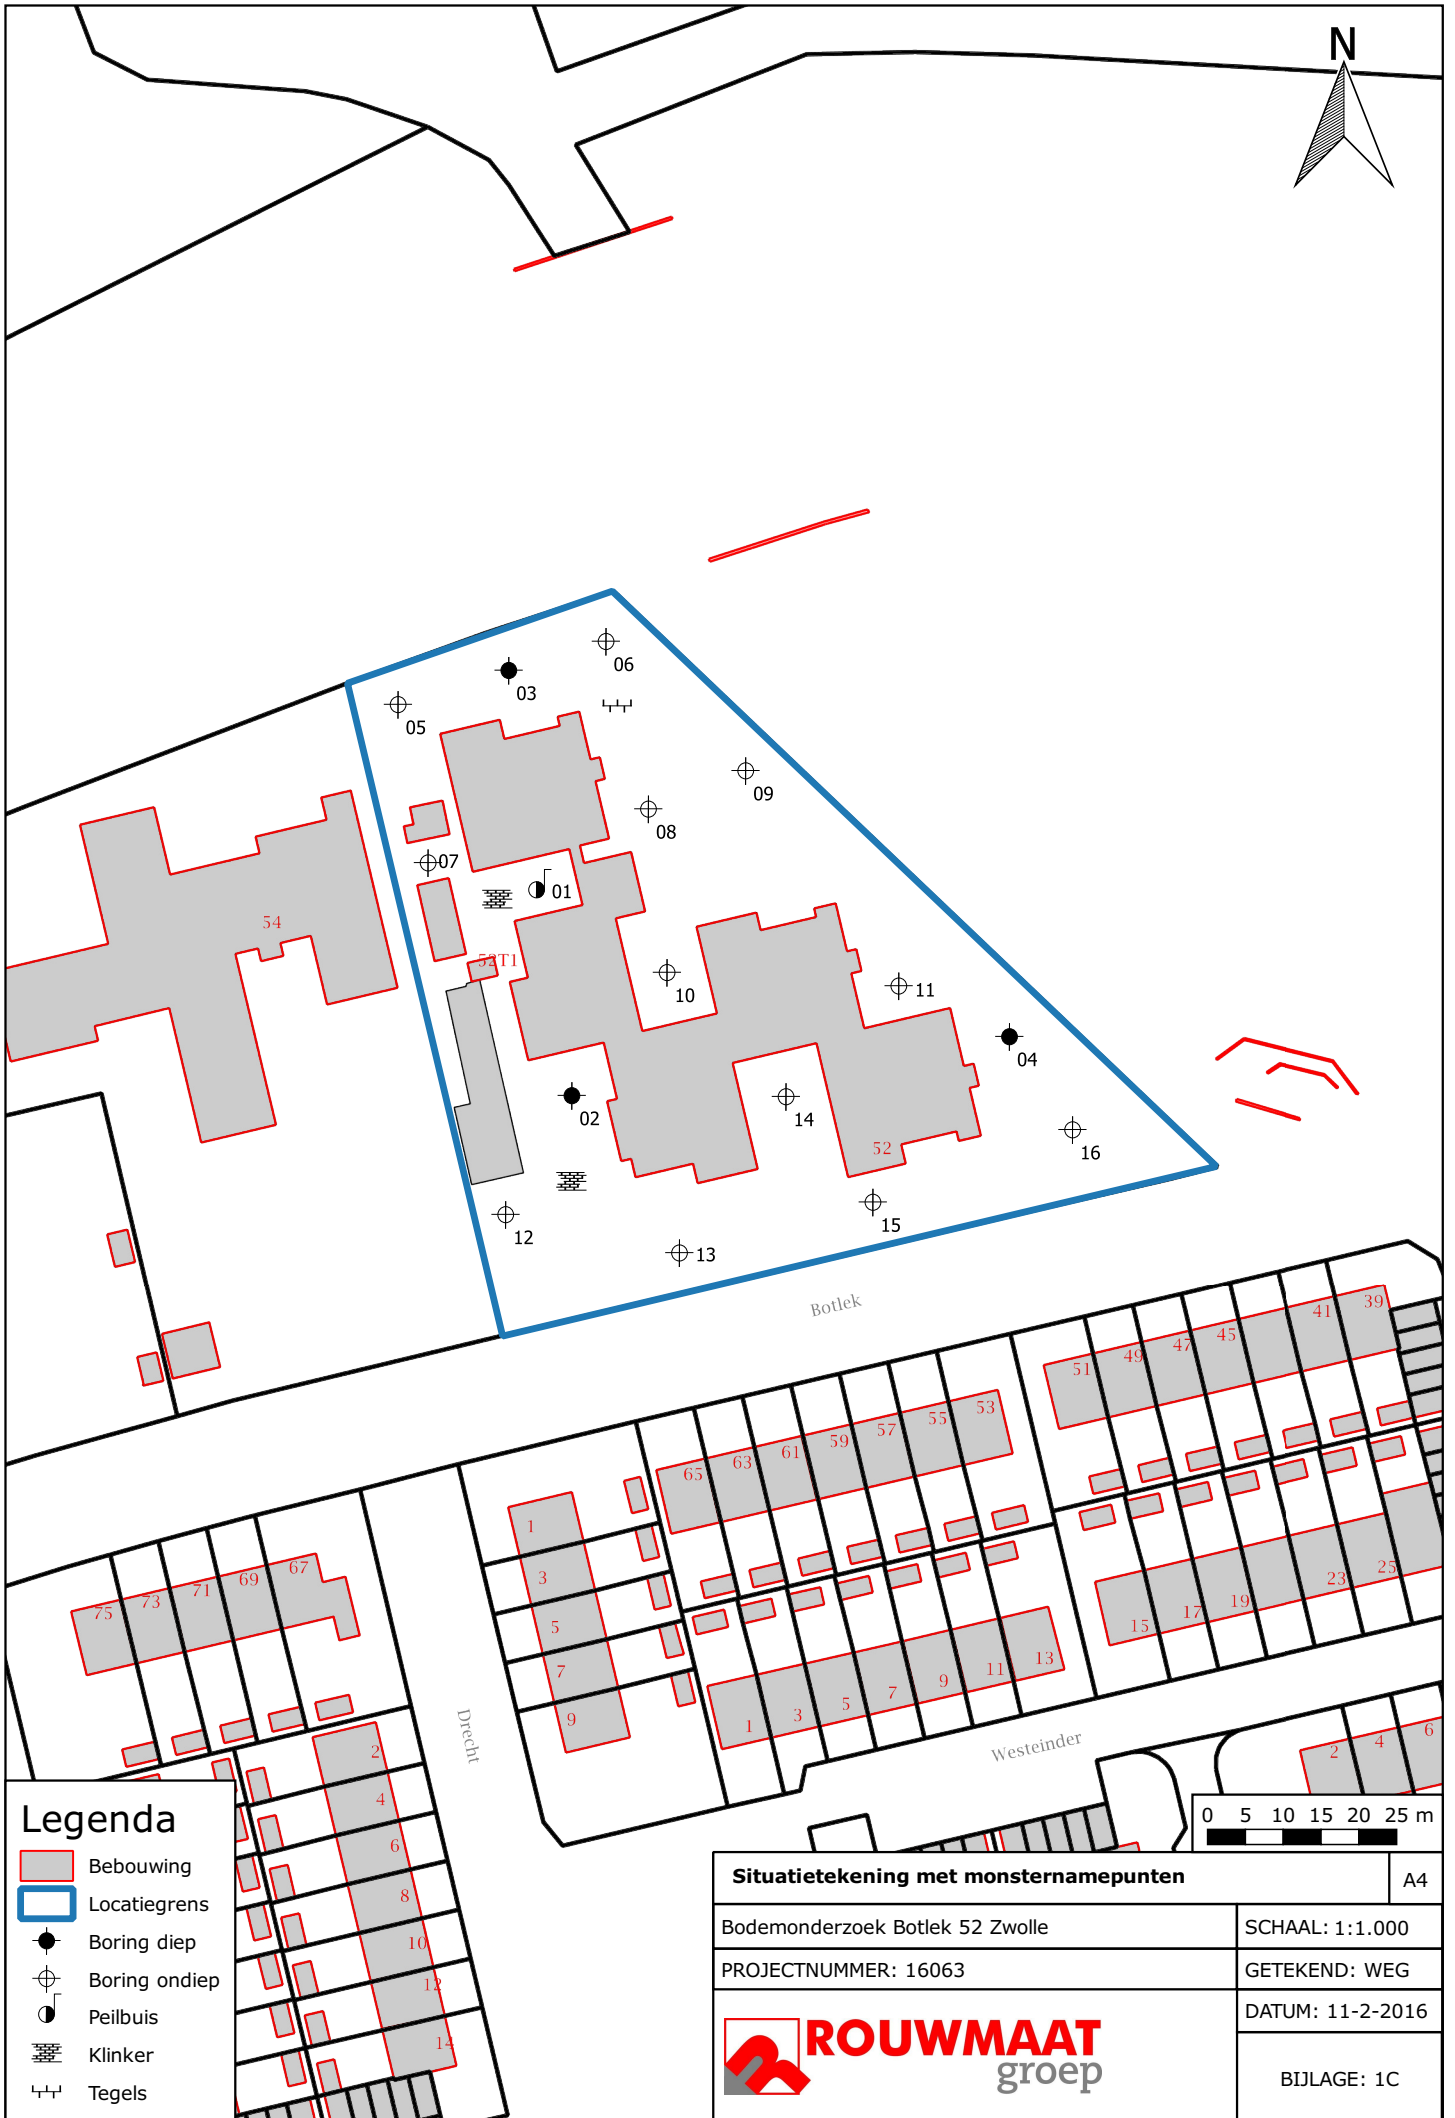 N
06
03
05
09
08
07
01
54
52T1
10
11
04
02
14
52
16
15
12
13
Botlek
39
41
45
47
49
51
53
55
57
59
61
63
65
1
3
5
7
9
67
69
71
73
75
25
23
19
17
15
13
11
9
7
5
3
1
Drecht
Westeinder
2
4
6
2
4
6
8
10
12
14
Legenda
Bebouwing
Locatiegrens
Boring diep
Boring ondiep
Peilbuis
Klinker
Tegels
0 5 10 15 20 25 m
Situatietekening met monsternamepunten
A4
Bodemonderzoek Botlek 52 Zwolle
SCHAAL: 1:1.000
PROJECTNUMMER: 16063
GETEKEND: WEG
DATUM: 11-2-2016
ROUWMAAT
groep
BIJLAGE: 1C